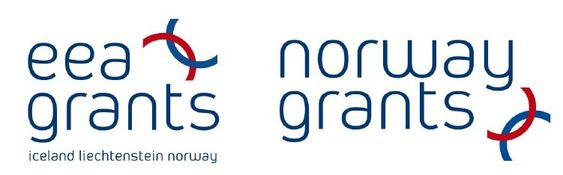 eea
grants
iceland liechtenstein norway
norway
grants